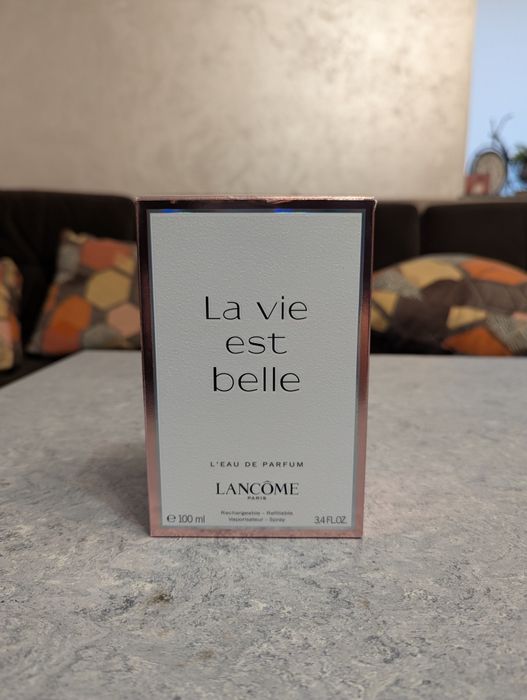 La vie
est
belle
L'EAU DE PARFUM
LANCÔME
PARIS
Rechargeable - Refillable
Vaporisateur - Spray
℮ 100 ml
3.4 FL.OZ.